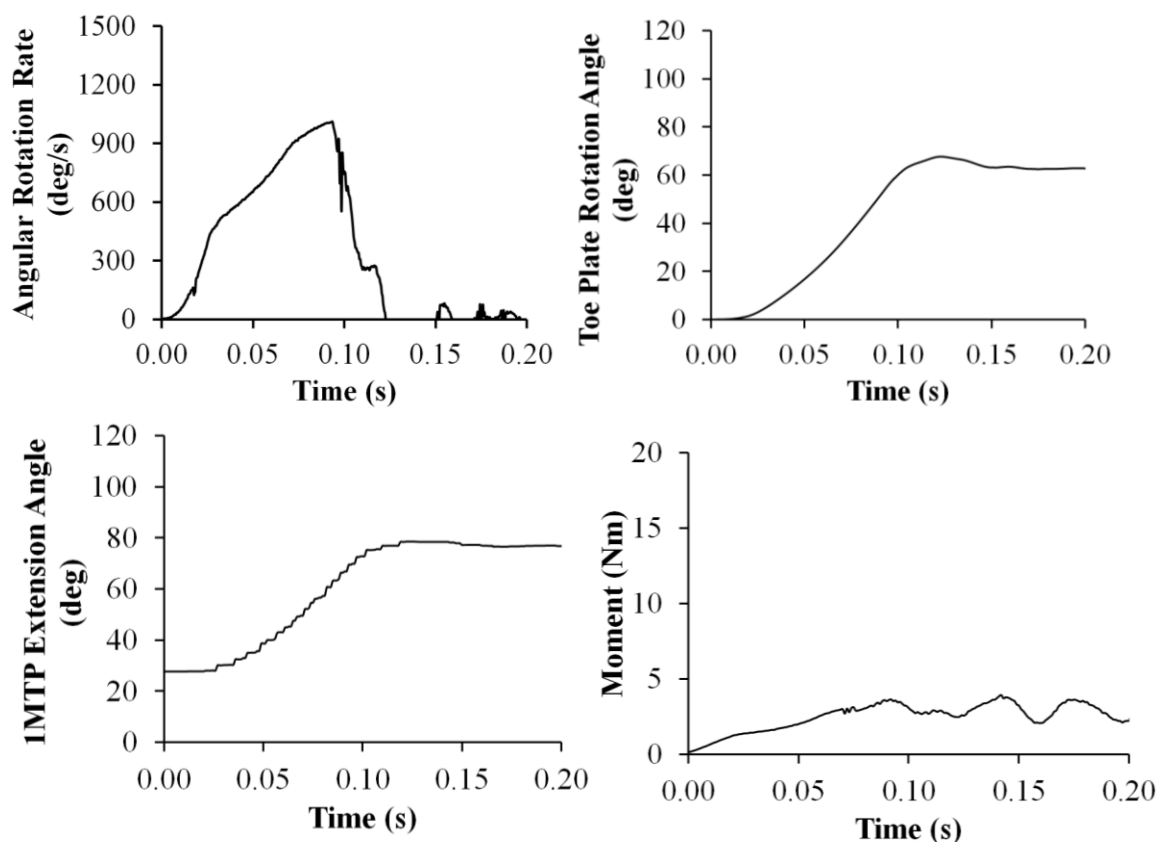 Angular Rotation Rate
(deg/s)
1500
1200
900
600
300
0
0.00 0.05 0.10 0.15 0.20
Time (s)
Toe Plate Rotation Angle
(deg)
120
100
80
60
40
20
0
0.00 0.05 0.10 0.15 0.20
Time (s)
1MTP Extension Angle
(deg)
120
100
80
60
40
20
0
0.00 0.05 0.10 0.15 0.20
Time (s)
Moment (Nm)
20
15
10
5
0
0.00 0.05 0.10 0.15 0.20
Time (s)